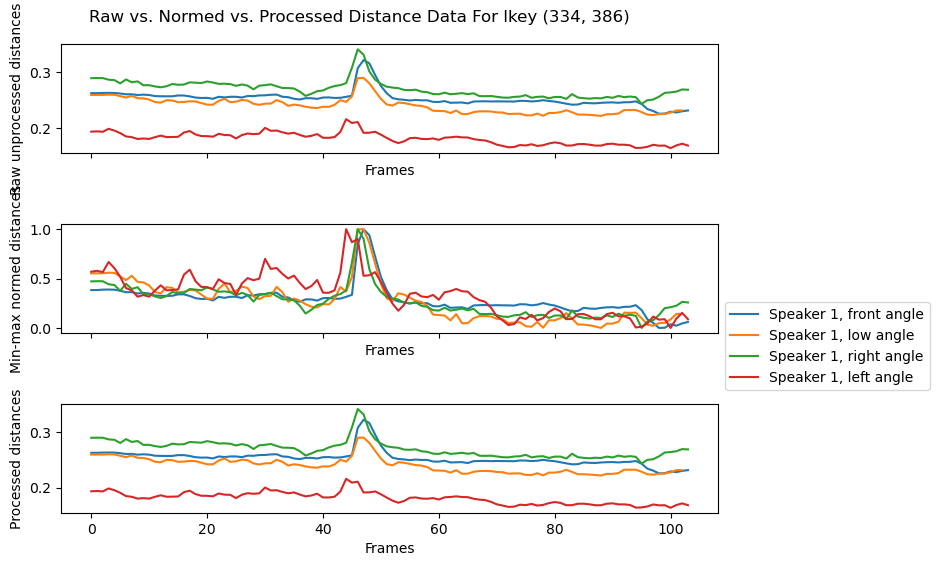 Raw vs. Normed vs. Processed Distance Data For Ikey (334, 386)
Raw unprocessed distances
0.3
0.2
Frames
Min-max normed distances
1.0
0.5
0.0
Frames
Speaker 1, front angle
Speaker 1, low angle
Speaker 1, right angle
Speaker 1, left angle
Processed distances
0.3
0.2
0 20 40 60 80 100
Frames